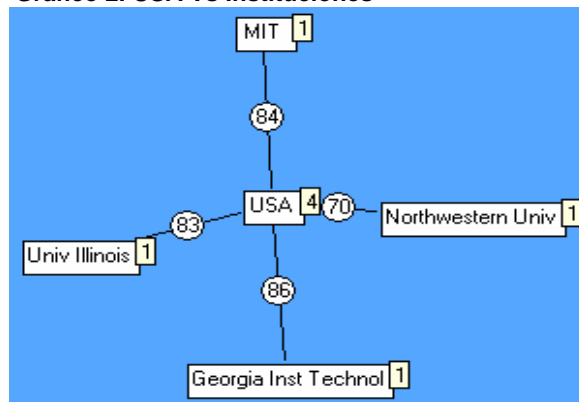 MIT 1
84
USA 4 70
Northwestern Univ 1
83
Univ Illinois 1
86
Georgia Inst Technol 1